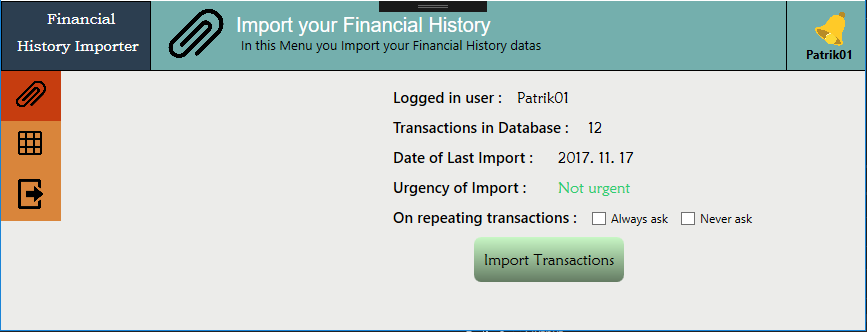 Financial
History Importer
Import your Financial History
In this Menu you Import your Financial History datas
Patrik01
Logged in user : Patrik01
Transactions in Database : 12
Date of Last Import : 2017. 11. 17
Urgency of Import : Not urgent
On repeating transactions : Always ask Never ask
Import Transactions